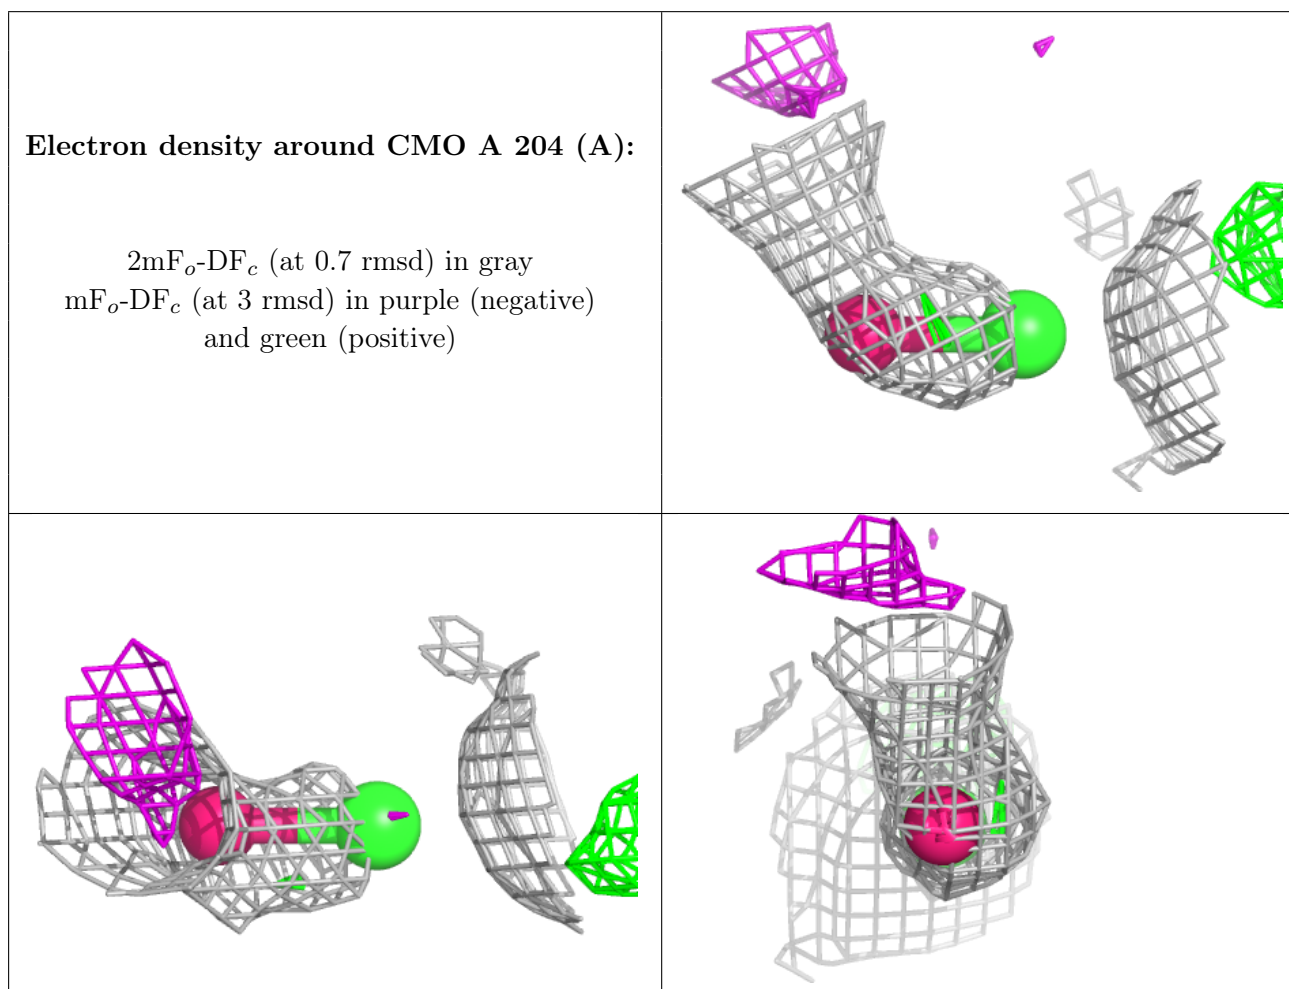 Electron density around CMO A 204 (A):
2mFo-DFc (at 0.7 rmsd) in gray
mFo-DFc (at 3 rmsd) in purple (negative)
and green (positive)